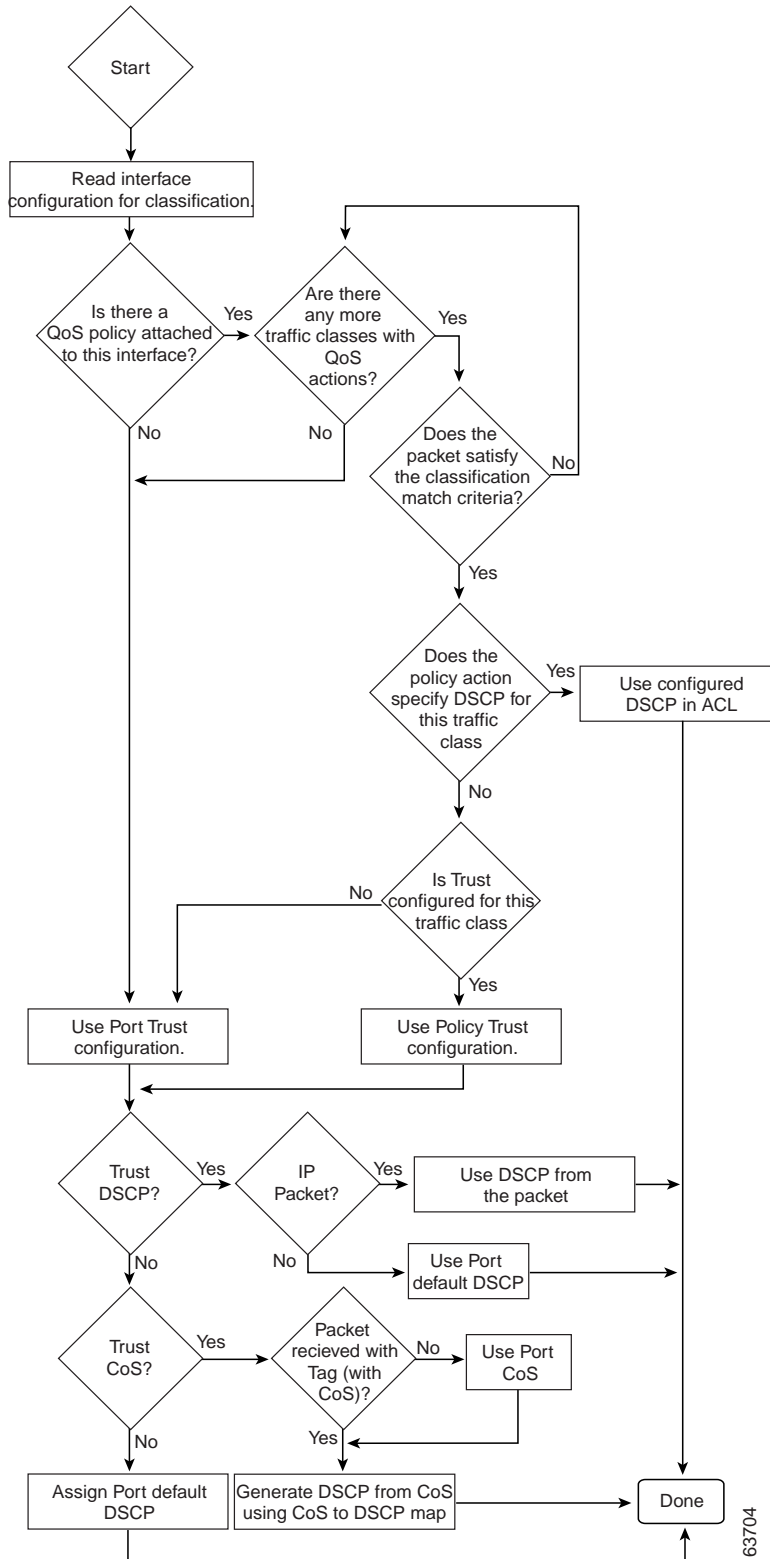 Start
Read interface
configuration for classification.
Is there a
QoS policy attached
to this interface?
Yes
Are there
any more
traffic classes with
QoS
actions?
Yes
No
No
Does the
packet satisfy
the classification
match criteria?
No
Yes
Does the
policy action
specify DSCP for
this traffic
class
Yes
Use configured
DSCP in ACL
No
Is Trust
configured for this
traffic class
No
Yes
Use Port Trust
configuration.
Use Policy Trust
configuration.
Trust
DSCP?
Yes
IP
Packet?
Yes
Use DSCP from
the packet
No
No
Use Port
default DSCP
Trust
CoS?
Yes
Packet
recieved with
Tag (with
CoS)?
No
Use Port
CoS
No
Yes
Assign Port default
DSCP
Generate DSCP from CoS
using CoS to DSCP map
Done
63704